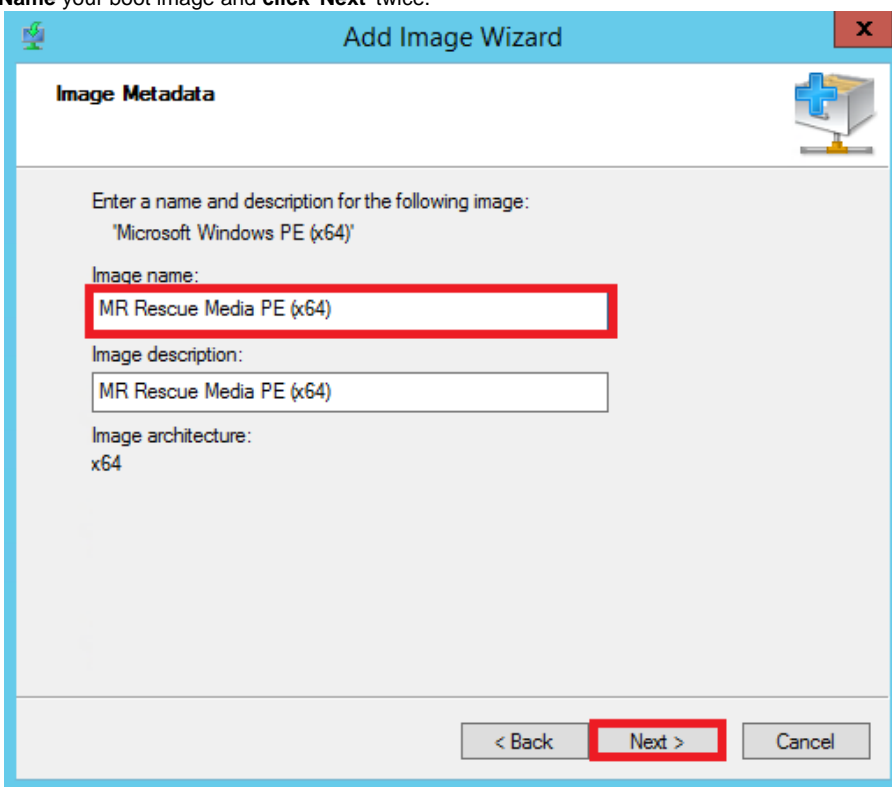 Name your boot image and click 'Next' twice.
Add Image Wizard
x
Image Metadata
Enter a name and description for the following image:
'Microsoft Windows PE (x64)'
Image name:
MR Rescue Media PE (x64)
Image description:
MR Rescue Media PE (x64)
Image architecture:
x64
< Back Next > Cancel